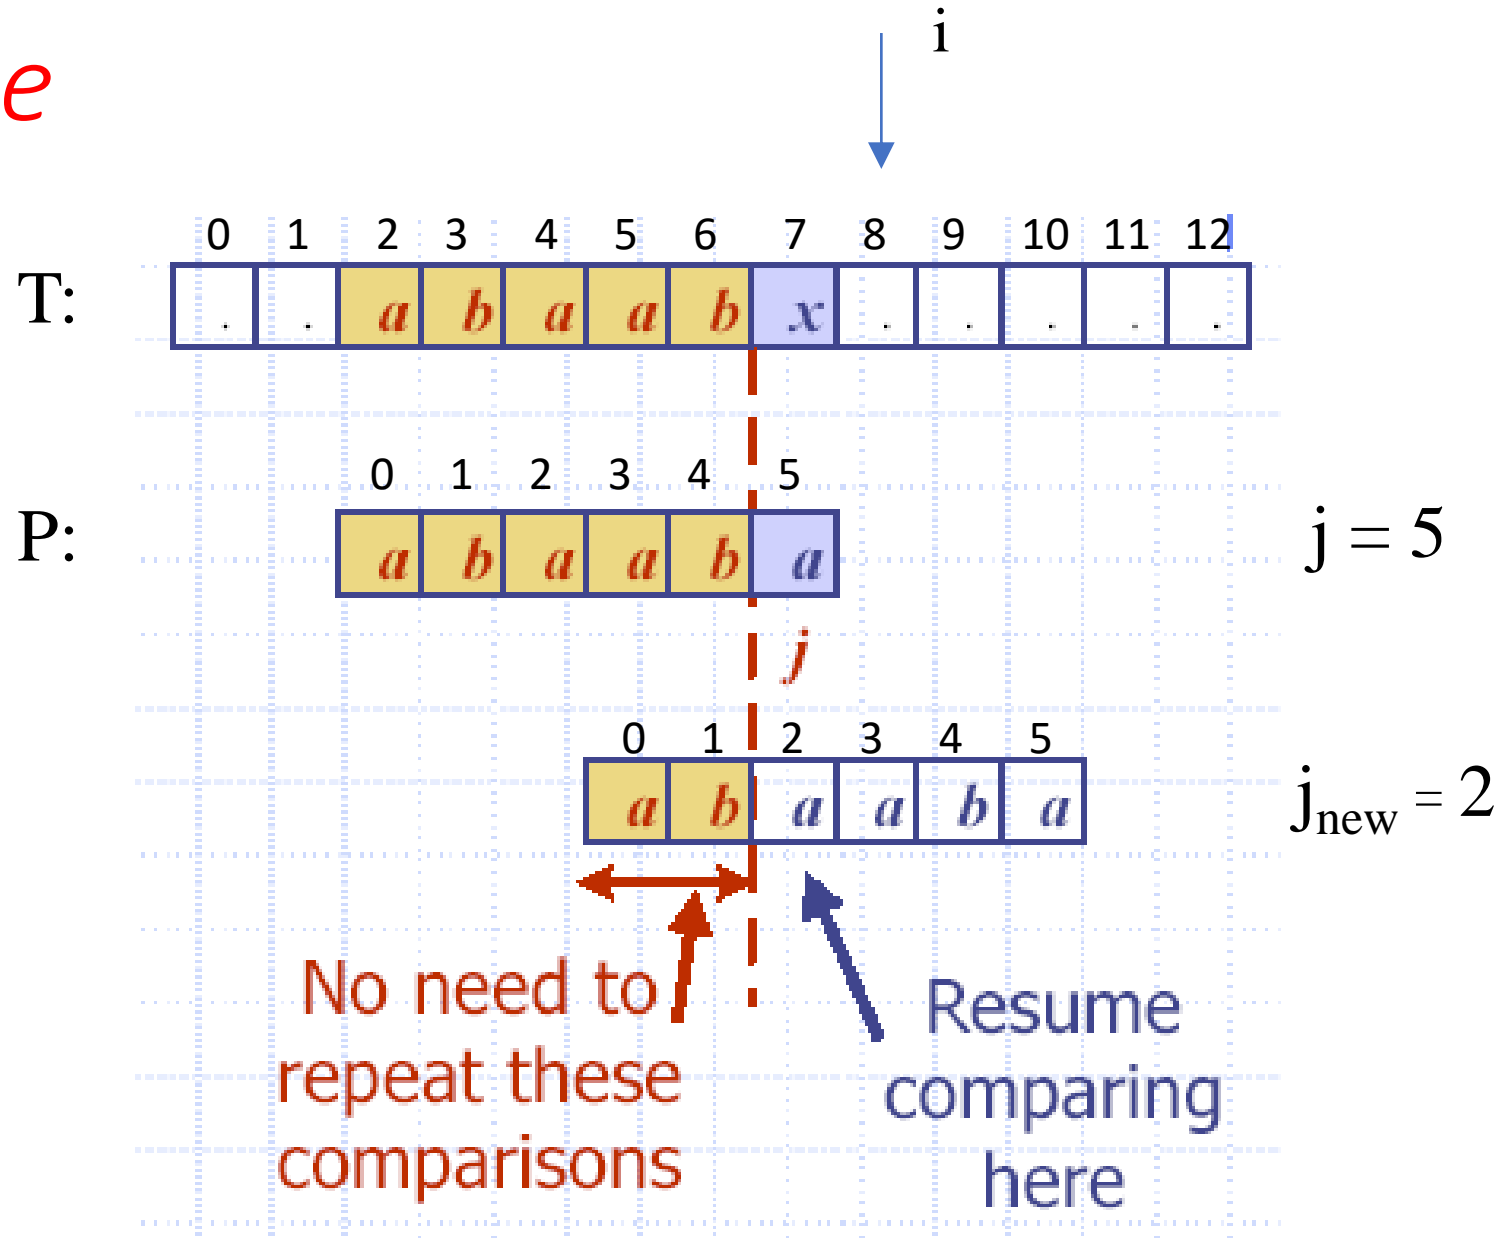 i
e
0 1 2 3 4 5 6 7 8 9 10 11 12
T: . . a b a a b x . . . . .
0 1 2 3 4 5
P: a b a a b a j = 5
j
0 1 2 3 4 5
a b a a b a jnew = 2
No need to
repeat these
comparisons
Resume
comparing
here